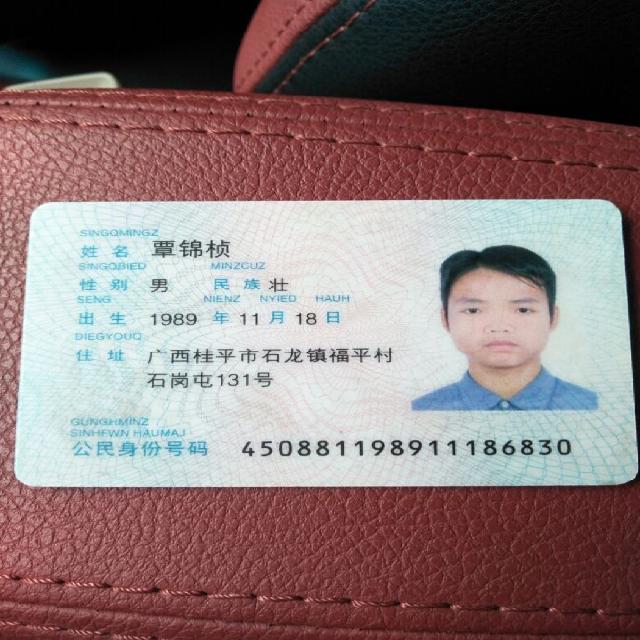 SINGQMINGZ
姓名 覃锦桢
SINGQBIED MINZCUZ
性别 男 民族 壮
SENG NIENZ NYIED HAUH
出生 1989 年 11 月 18 日
DIEGYOUQ
住址 广西桂平市石龙镇福平村
石岗屯131号
GUNGHMINZ
SINHFWN HAUMAJ
公民身份号码 450881198911186830